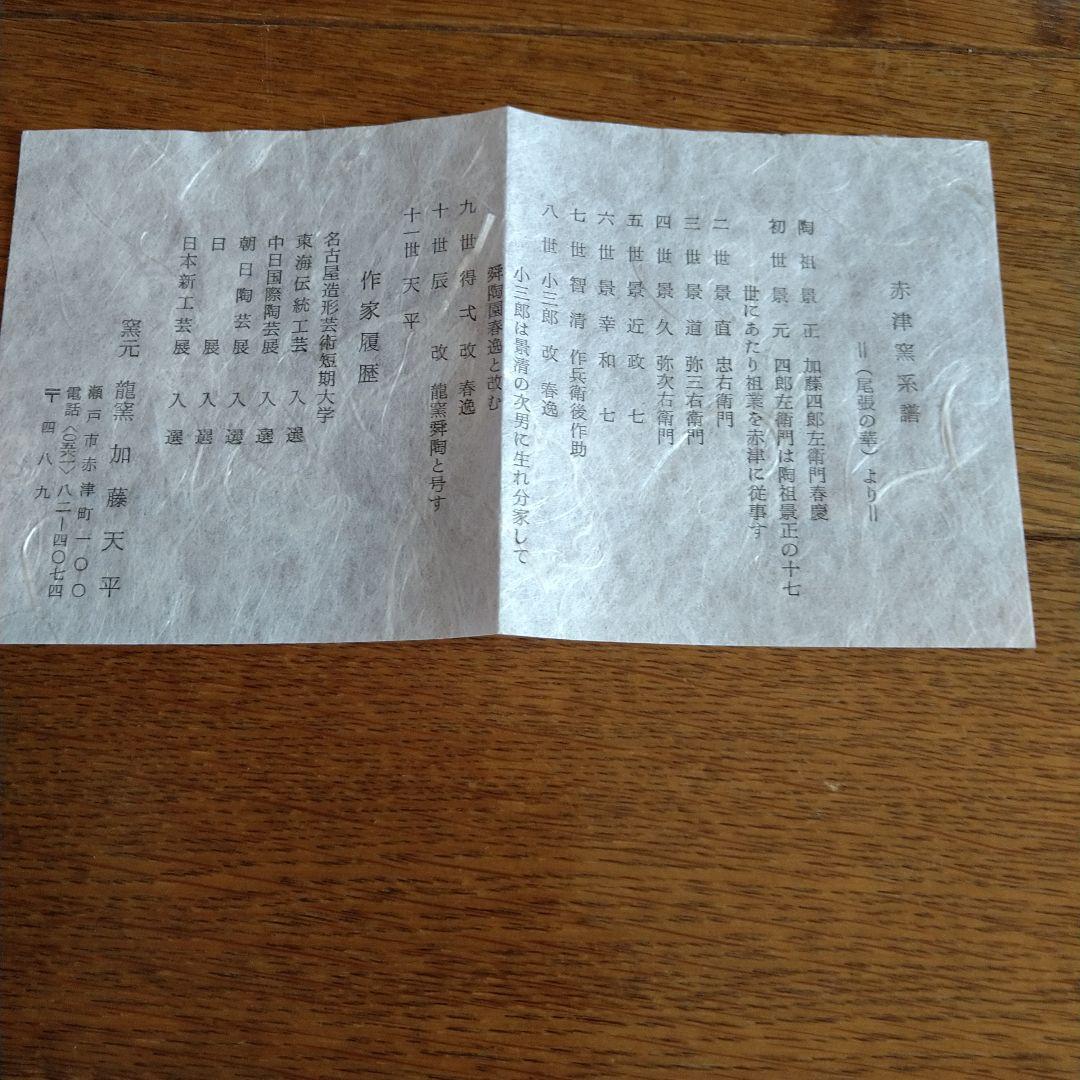 赤津窯系譜
＝（尾張の華）より＝
陶祖景正 加藤四郎左衛門春慶
初世景元 四郎左衛門は陶祖景正の十七
世にあたり祖業を赤津に従事す
二世景直 忠右衛門
三世景道 弥三右衛門
四世景久 弥次右衛門
五世景近政七
六世景幸和七
七世智清 作兵衛後作助
八世小三郎改春逸
小三郎は景清の次男に生れ分家して
舜陶園春逸と改む
九世得弌改春逸
十世辰改 龍窯舜陶と号す
十一世天平
作家履歴
名古屋造形芸術短期大学
東海伝統工芸 入選
中日国際陶芸展 入選
朝日陶芸展 入選
日展 入選
日本新工芸展 入選
窯元 龍窯 加藤天平
瀬戸市赤津町一〇〇
電話（〇五六一）八二ー四〇七四
〒四八九